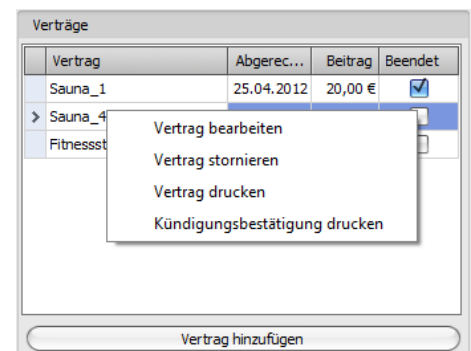 Verträge
Vertrag Abgerec... Beitrag Beendet
Sauna_1 25.04.2012 20,00 €
Sauna_4
Fitnessst
Vertrag bearbeiten
Vertrag stornieren
Vertrag drucken
Kündigungsbestätigung drucken
Vertrag hinzufügen